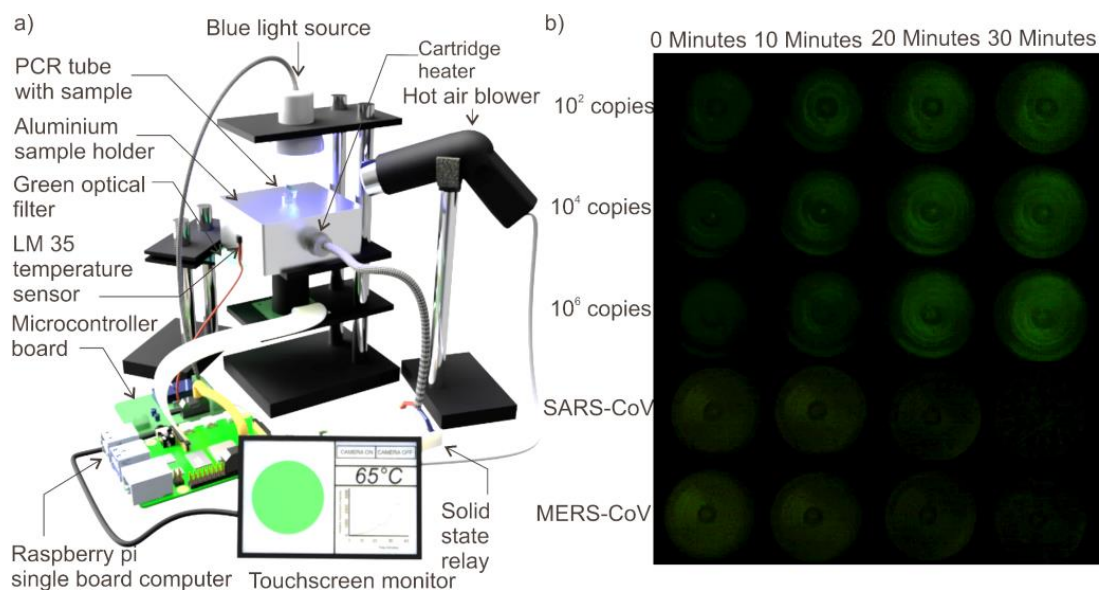 a)
Blue light source
PCR tube
with sample
Cartridge
heater
Hot air blower
Aluminium
sample holder
Green optical
filter
LM 35
temperature
sensor
Microcontroller
board
CAMERA ON
CAMERA OFF
65°C
Solid
state
relay
Raspberry pi
single board computer
Touchscreen monitor
b)
0 Minutes 10 Minutes 20 Minutes 30 Minutes
10² copies
10⁴ copies
10⁶ copies
SARS-CoV
MERS-CoV